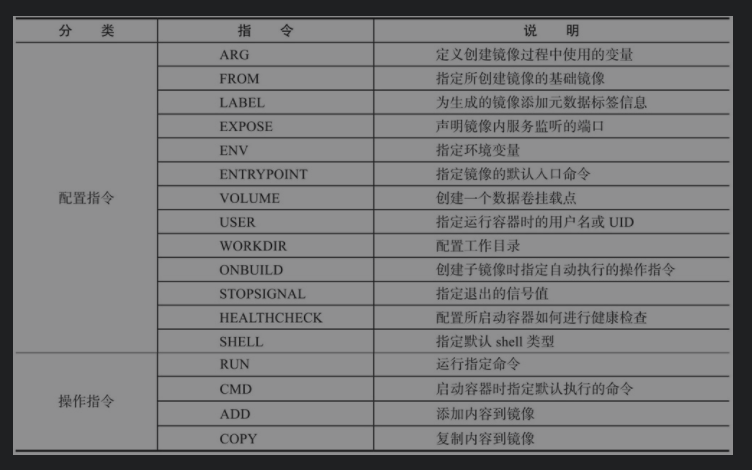 分 类 指 令 说 明
ARG 定义创建镜像过程中使用的变量
FROM 指定所创建镜像的基础镜像
LABEL 为生成的镜像添加元数据标签信息
EXPOSE 声明镜像内服务监听的端口
ENV 指定环境变量
ENTRYPOINT 指定镜像的默认入口命令
配置指令 VOLUME 创建一个数据卷挂载点
USER 指定运行容器时的用户名或 UID
WORKDIR 配置工作目录
ONBUILD 创建子镜像时指定自动执行的操作指令
STOPSIGNAL 指定退出的信号值
HEALTHCHECK 配置所启动容器如何进行健康检查
SHELL 指定默认 shell 类型
RUN 运行指定命令
操作指令 CMD 启动容器时指定默认执行的命令
ADD 添加内容到镜像
COPY 复制内容到镜像